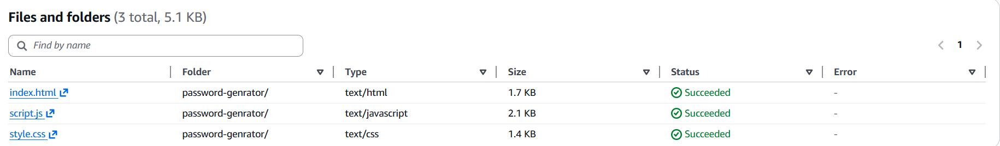 Files and folders (3 total, 5.1 KB)
Find by name
1
Name Folder Type Size Status Error
index.html password-genrator/ text/html 1.7 KB Succeeded -
script.js password-genrator/ text/javascript 2.1 KB Succeeded -
style.css password-genrator/ text/css 1.4 KB Succeeded -